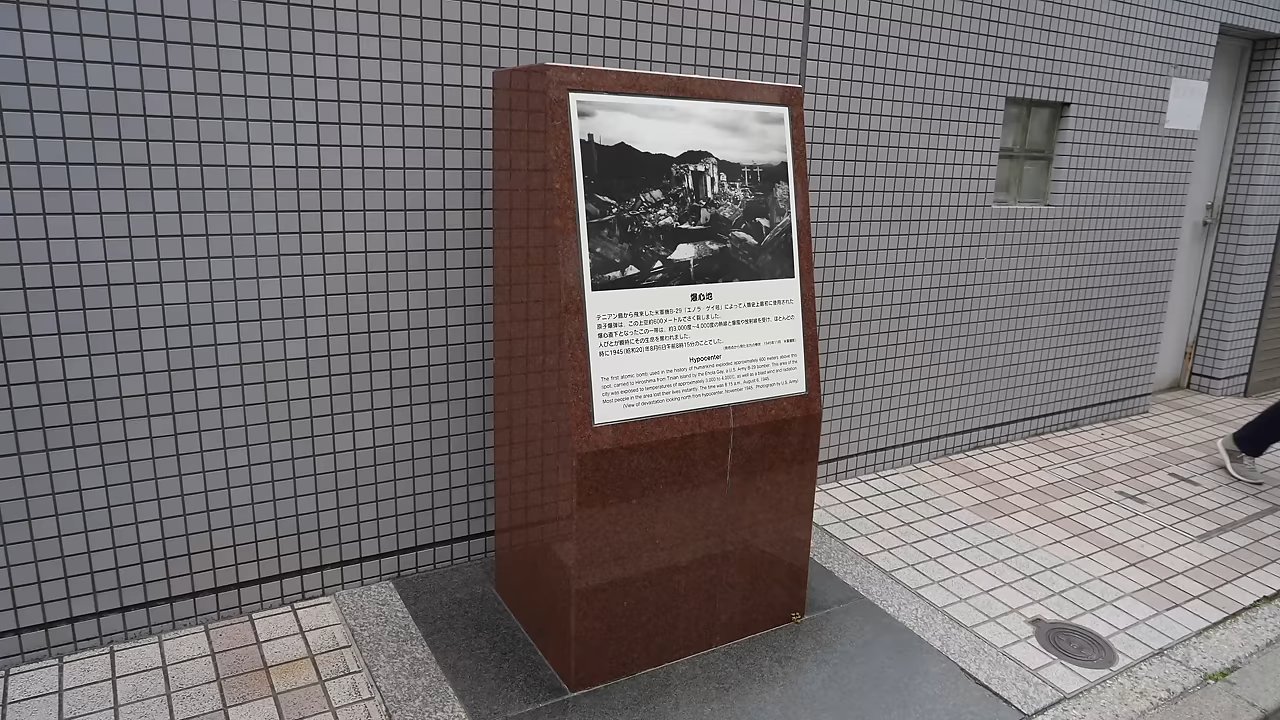 爆心地
テニアン島から飛来した米軍機B-29「エノラ・ゲイ号」によって人類史上最初に使用された
原子爆弾は、この上空約600メートルでさく裂しました。
爆心直下となったこの一帯は、約3,000度~4,000度の熱線と爆風や放射線を受け、ほとんどの
人びとが瞬時にその生命を奪われました。
時に1945(昭和20)年8月6日午前8時15分のことでした。
Hypocenter
The first atomic bomb used in the history of humankind exploded approximately 600 meters above this
spot, carried to Hiroshima from Tinian Island by the Enola Gay, a U.S. Army B-29 bomber. This area of the
city was exposed to temperatures of approximately 3,000 to 4,000C, as well as a blast wind and radiation.
Most people in the area lost their lives instantly. The time was 8:15 a.m., August 6, 1945.
(View of devastation looking north from hypocenter, November 1945. Photograph by U.S. Army)